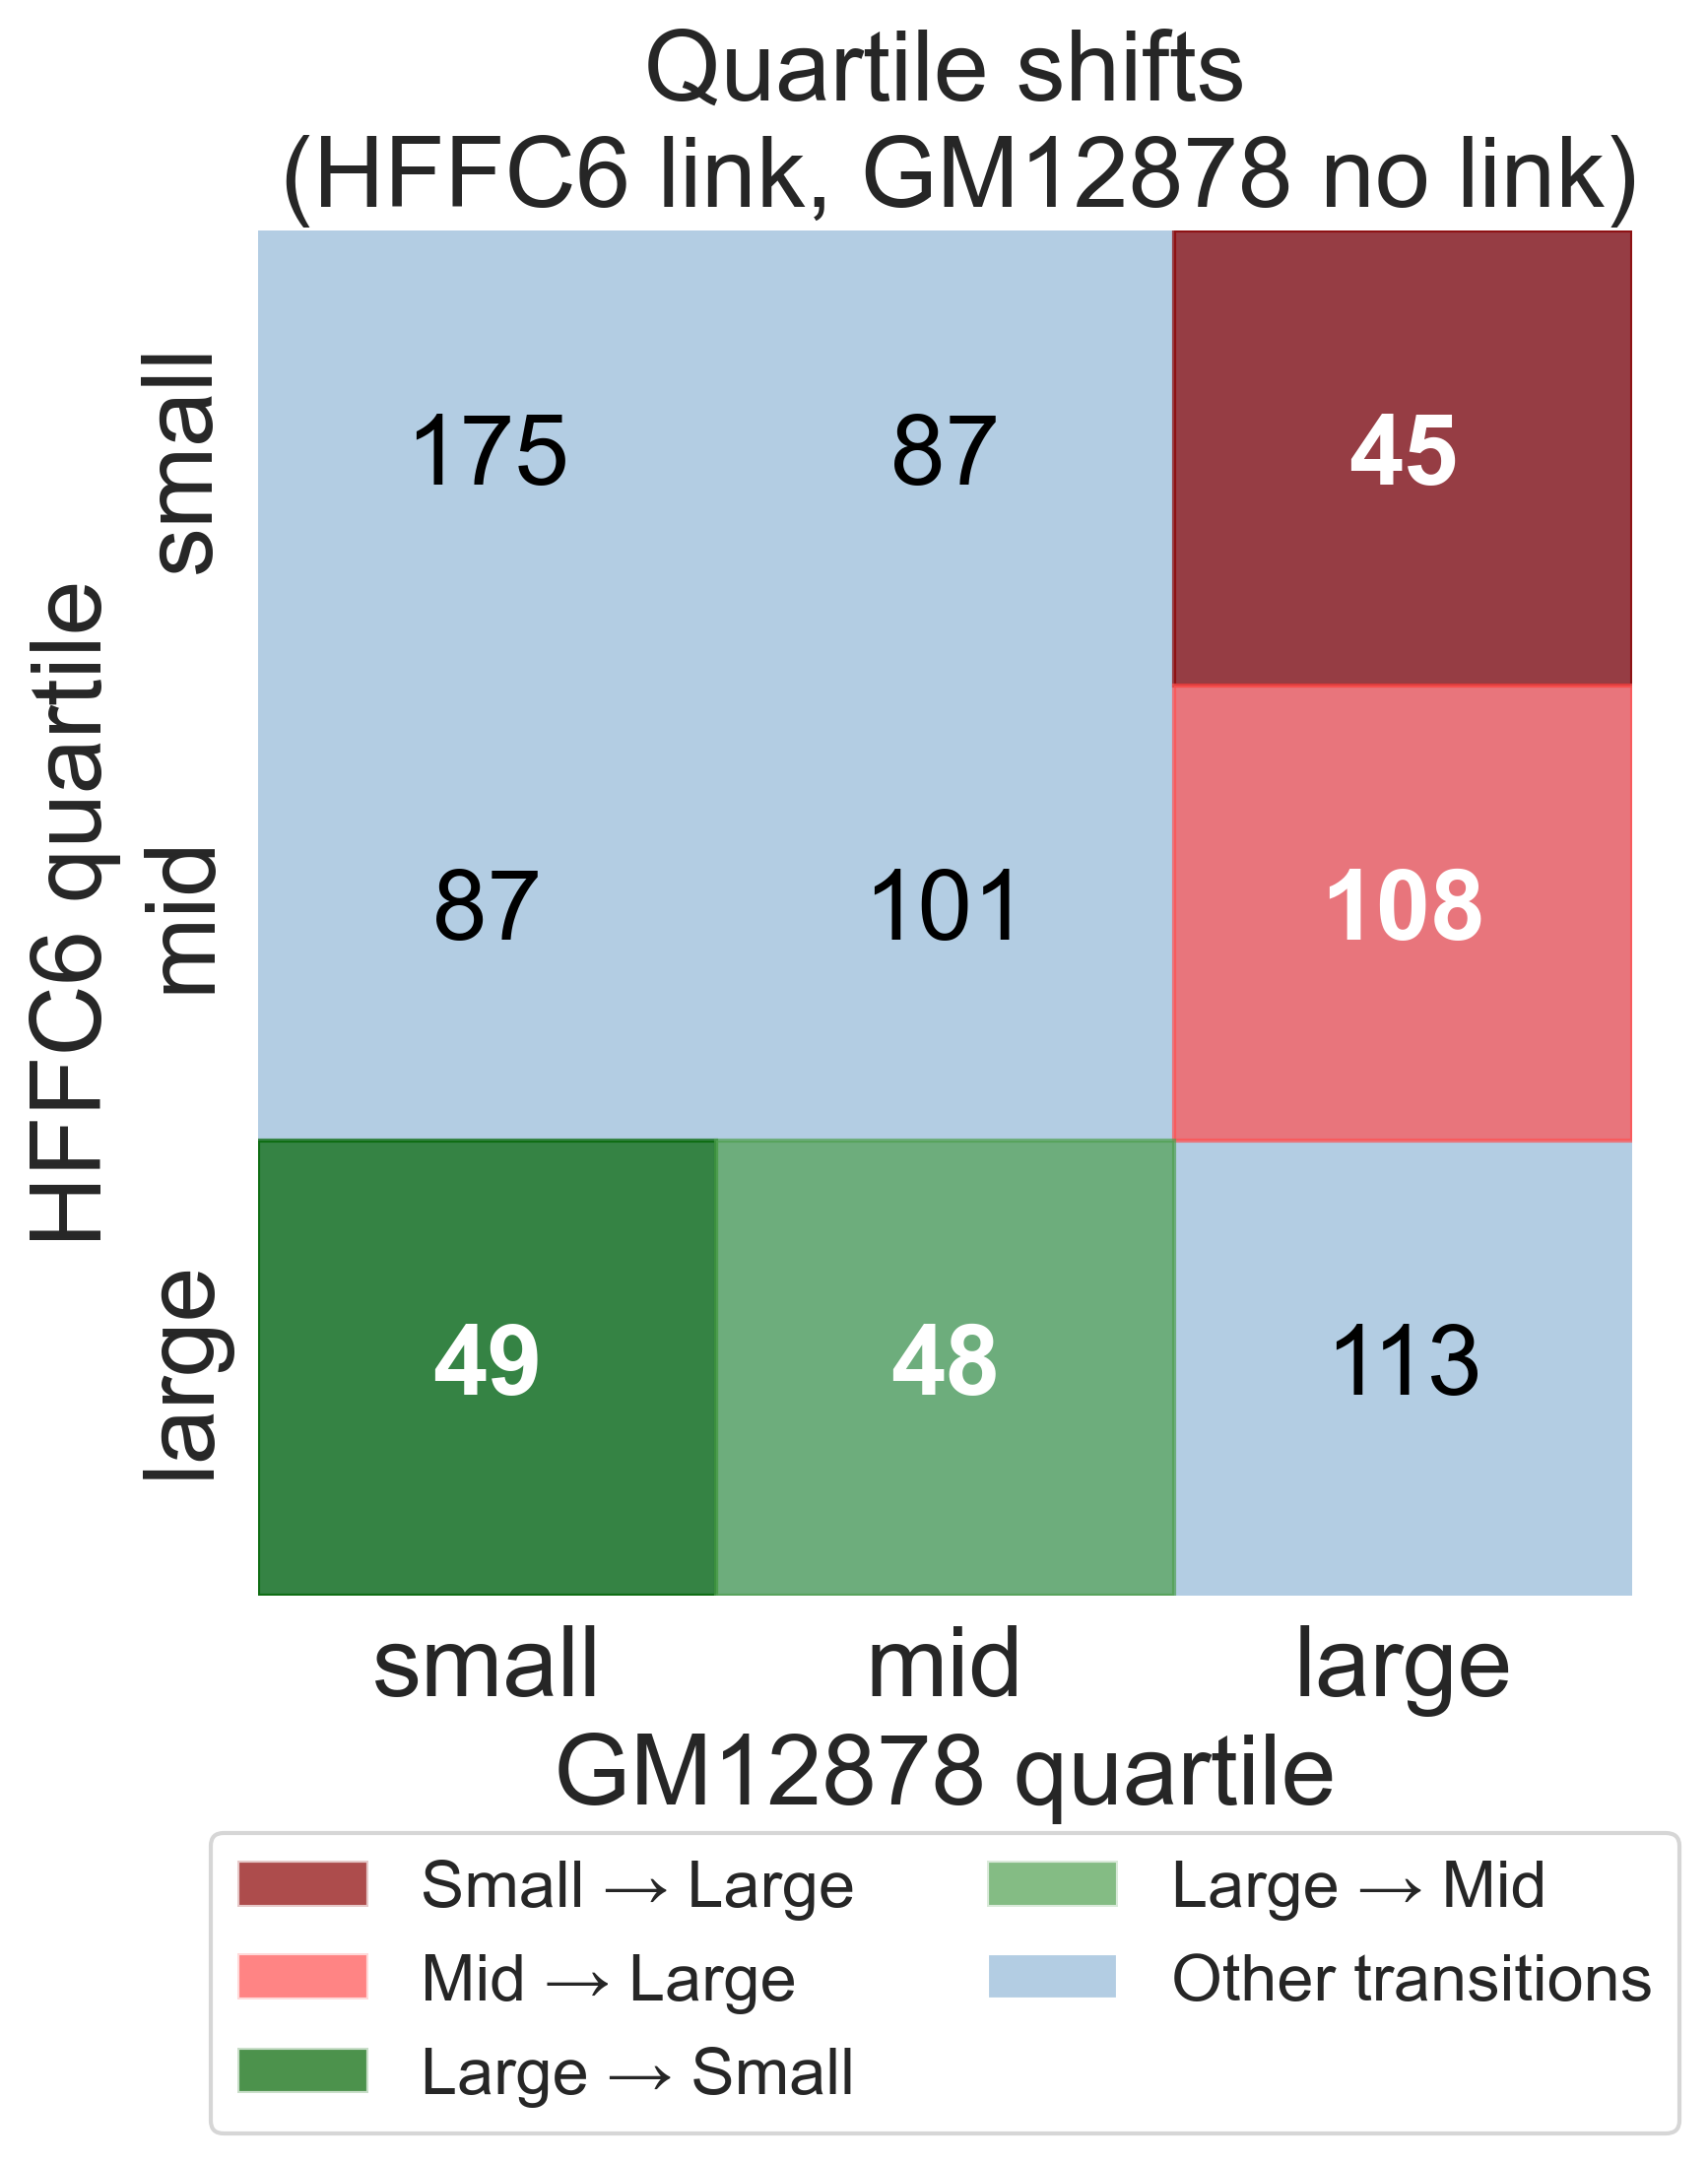 Quartile shifts
(HFFC6 link, GM12878 no link)
HFFC6 quartile
small
175
87
45
mid
87
101
108
large
49
48
113
small
mid
large
GM12878 quartile
Small → Large
Mid → Large
Large → Small
Large → Mid
Other transitions